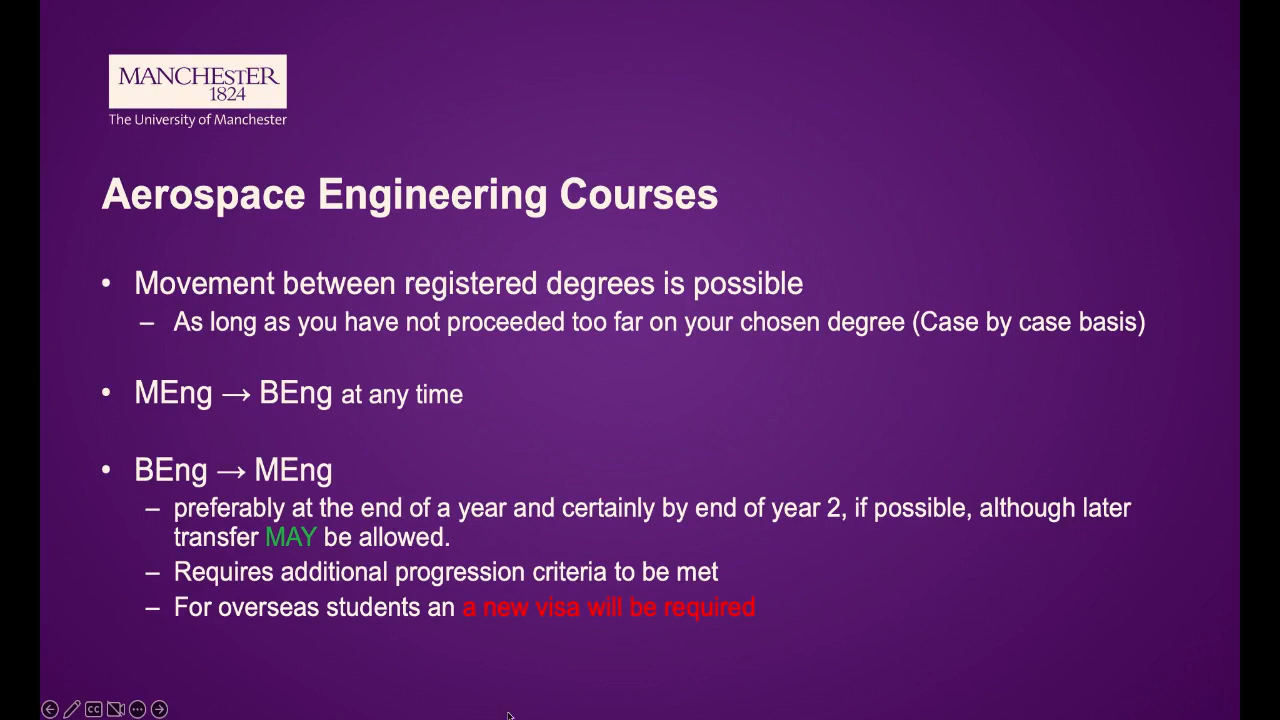 MANCHESTER
1824
The University of Manchester
Aerospace Engineering Courses
• Movement between registered degrees is possible
– As long as you have not proceeded too far on your chosen degree (Case by case basis)
• MEng → BEng at any time
• BEng → MEng
– preferably at the end of a year and certainly by end of year 2, if possible, although later
transfer MAY be allowed.
– Requires additional progression criteria to be met
– For overseas students an a new visa will be required
CC